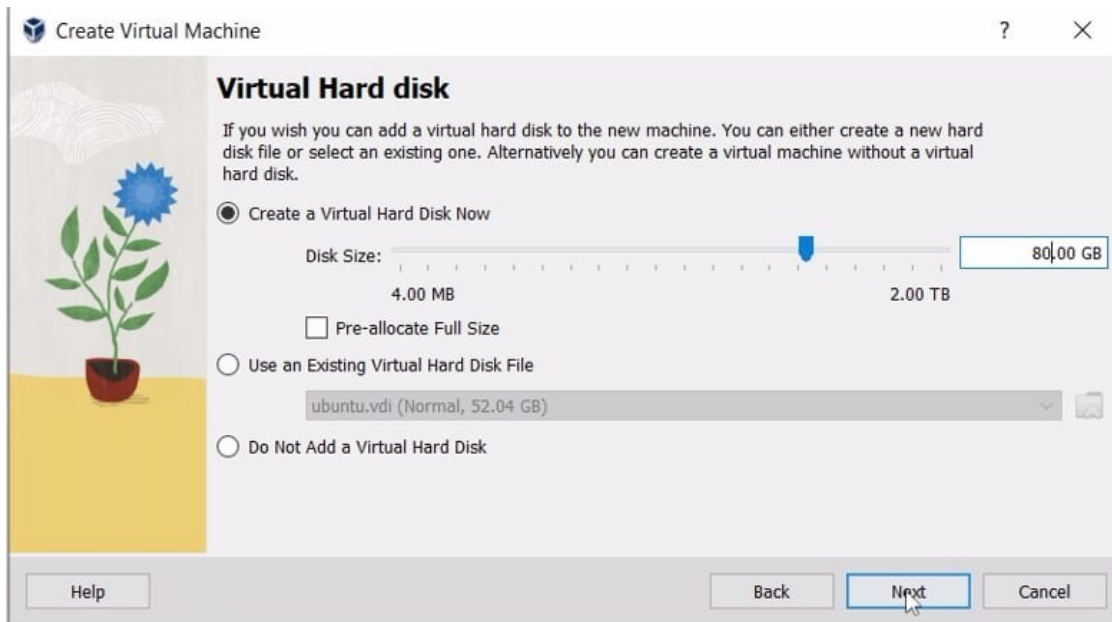 Create Virtual Machine
?
Virtual Hard disk
If you wish you can add a virtual hard disk to the new machine. You can either create a new hard
disk file or select an existing one. Alternatively you can create a virtual machine without a virtual
hard disk.
Create a Virtual Hard Disk Now
Disk Size: 80.00 GB
4.00 MB 2.00 TB
Pre-allocate Full Size
Use an Existing Virtual Hard Disk File
ubuntu.vdi (Normal, 52.04 GB)
Do Not Add a Virtual Hard Disk
Help Back Next Cancel